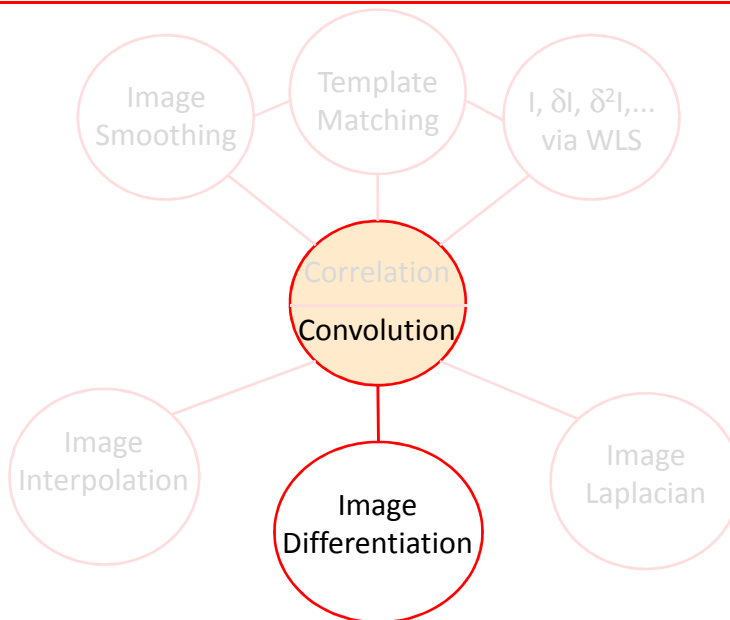 Image
Smoothing
Template
Matching
I, δI, δ²I,...
via WLS
Correlation
Convolution
Image
Interpolation
Image
Differentiation
Image
Laplacian